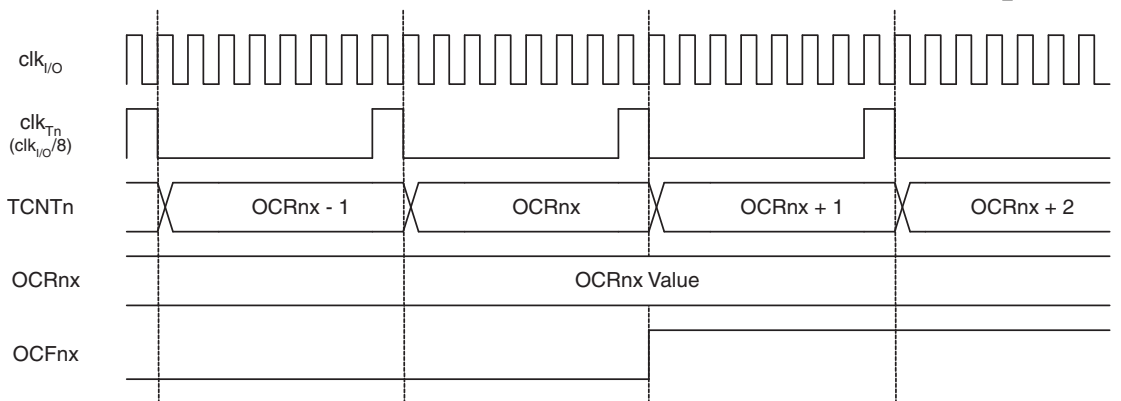 clkI/O
clkTn
(clkI/O/8)
TCNTn OCRnx - 1 OCRnx OCRnx + 1 OCRnx + 2
OCRnx OCRnx Value
OCFnx